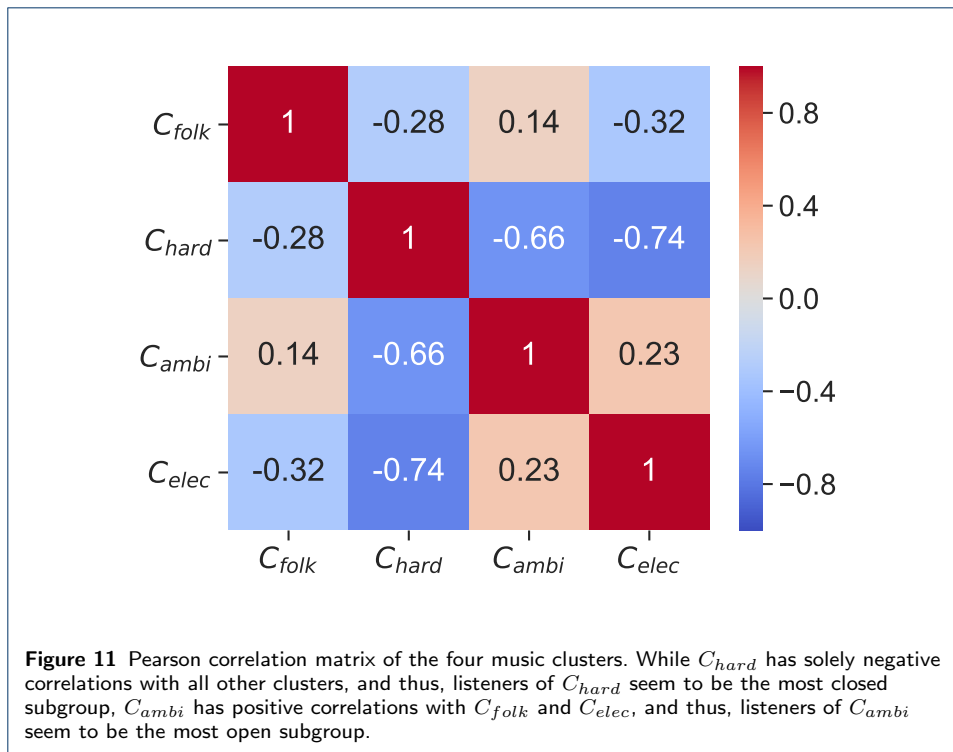 C_folk 1 -0.28 0.14 -0.32
C_hard -0.28 1 -0.66 -0.74
C_ambi 0.14 -0.66 1 0.23
C_elec -0.32 -0.74 0.23 1
C_folk C_hard C_ambi C_elec
0.8
0.4
0.0
−0.4
−0.8
Figure 11 Pearson correlation matrix of the four music clusters. While C_hard has solely negative
correlations with all other clusters, and thus, listeners of C_hard seem to be the most closed
subgroup, C_ambi has positive correlations with C_folk and C_elec, and thus, listeners of C_ambi
seem to be the most open subgroup.